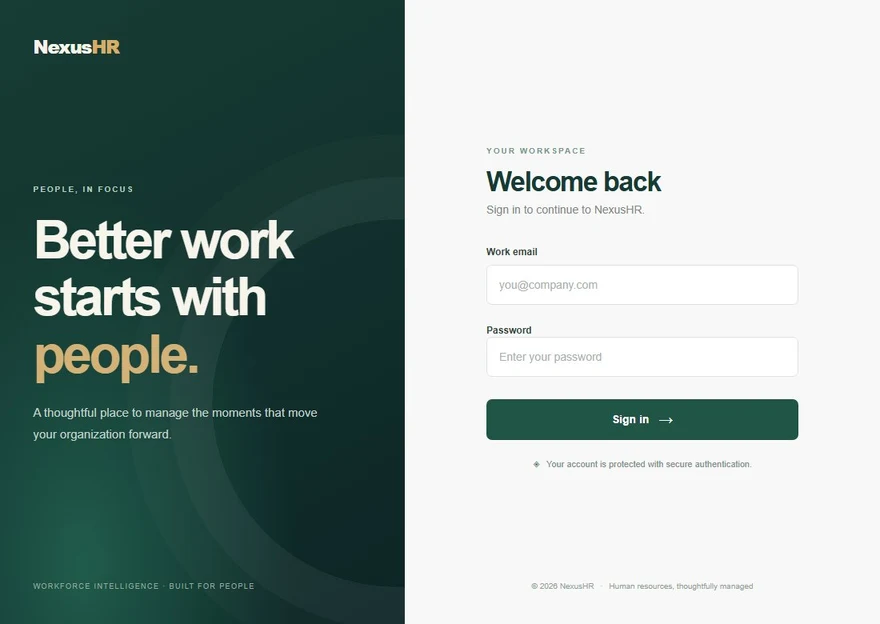 NexusHR
PEOPLE, IN FOCUS
Better work
starts with
people.
A thoughtful place to manage the moments that move
your organization forward.
WORKFORCE INTELLIGENCE · BUILT FOR PEOPLE
YOUR WORKSPACE
Welcome back
Sign in to continue to NexusHR.
Work email
you@company.com
Password
Enter your password
Sign in →
◈ Your account is protected with secure authentication.
© 2026 NexusHR · Human resources, thoughtfully managed